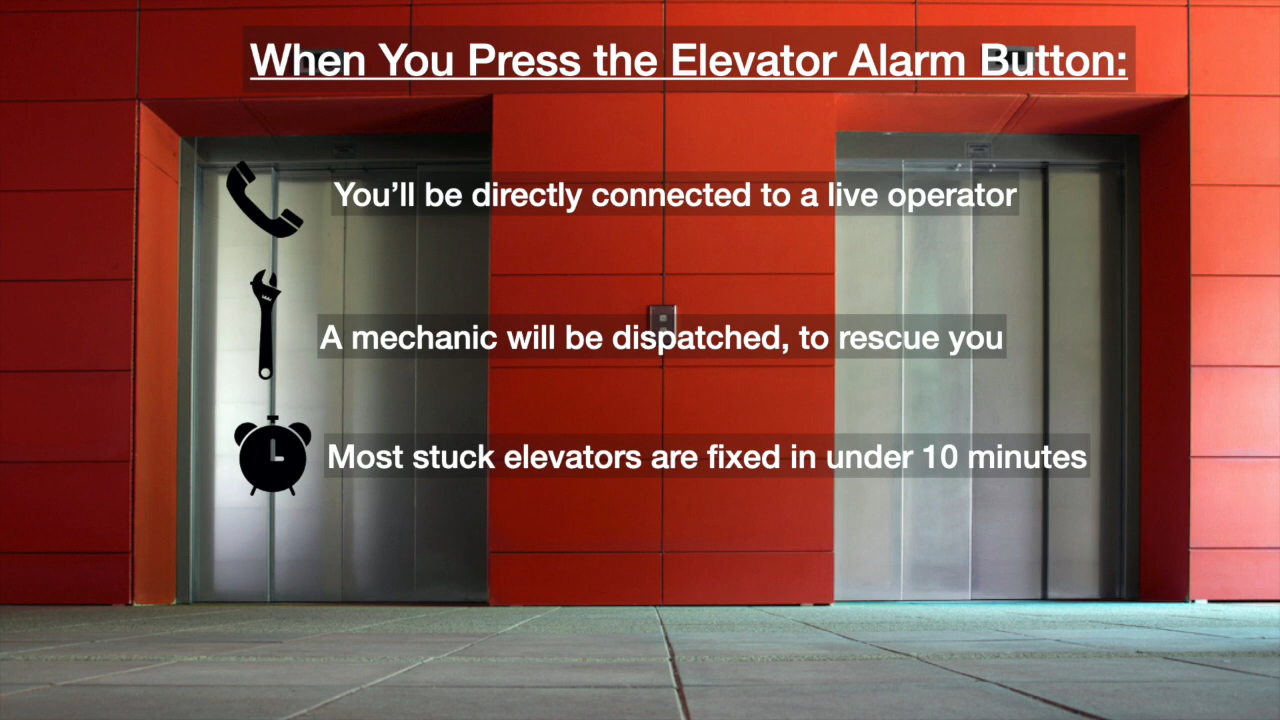 When You Press the Elevator Alarm Button:
You’ll be directly connected to a live operator
A mechanic will be dispatched, to rescue you
Most stuck elevators are fixed in under 10 minutes